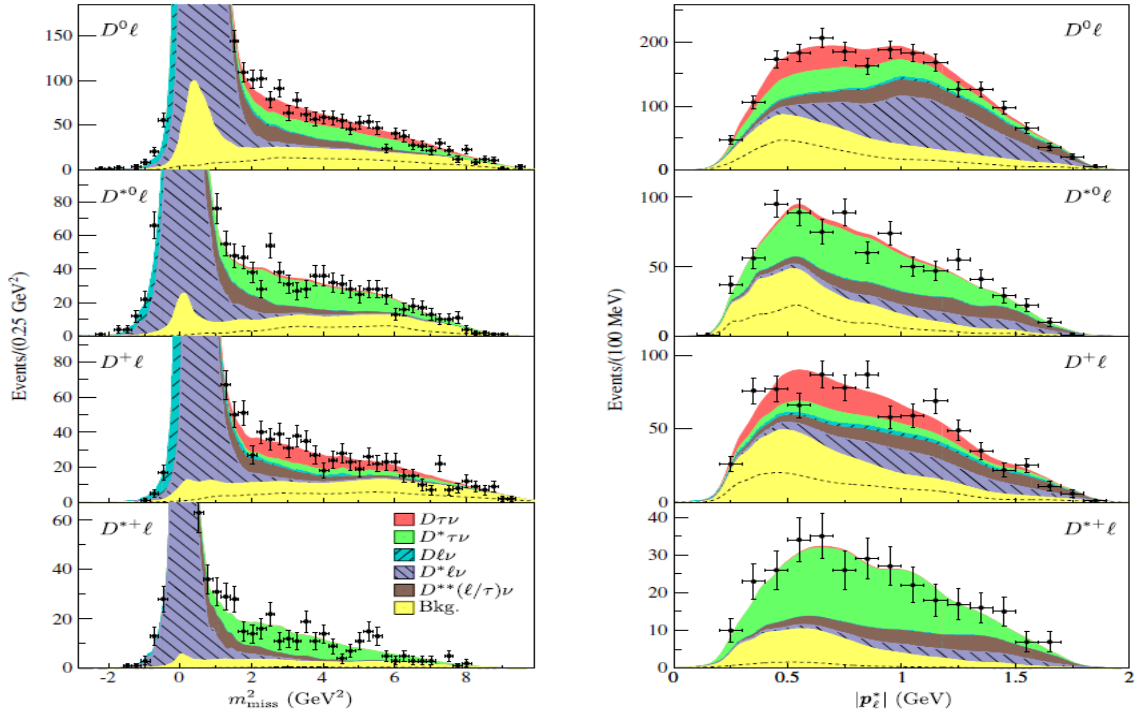 D⁰ℓ
150
100
50
0
D*⁰ℓ
80
60
40
20
0
D⁺ℓ
80
60
40
20
0
D*⁺ℓ
60
40
20
0
Dτν
D*τν
Dℓν
D*ℓν
D**(ℓ/τ)ν
Bkg.
-2 0 2 4 6 8
m²miss (GeV²)
Events/(0.25 GeV²)
D⁰ℓ
200
100
0
D*⁰ℓ
100
50
0
D⁺ℓ
100
50
0
D*⁺ℓ
40
30
20
10
0
0 0.5 1 1.5 2
|p*ℓ| (GeV)
Events/(100 MeV)